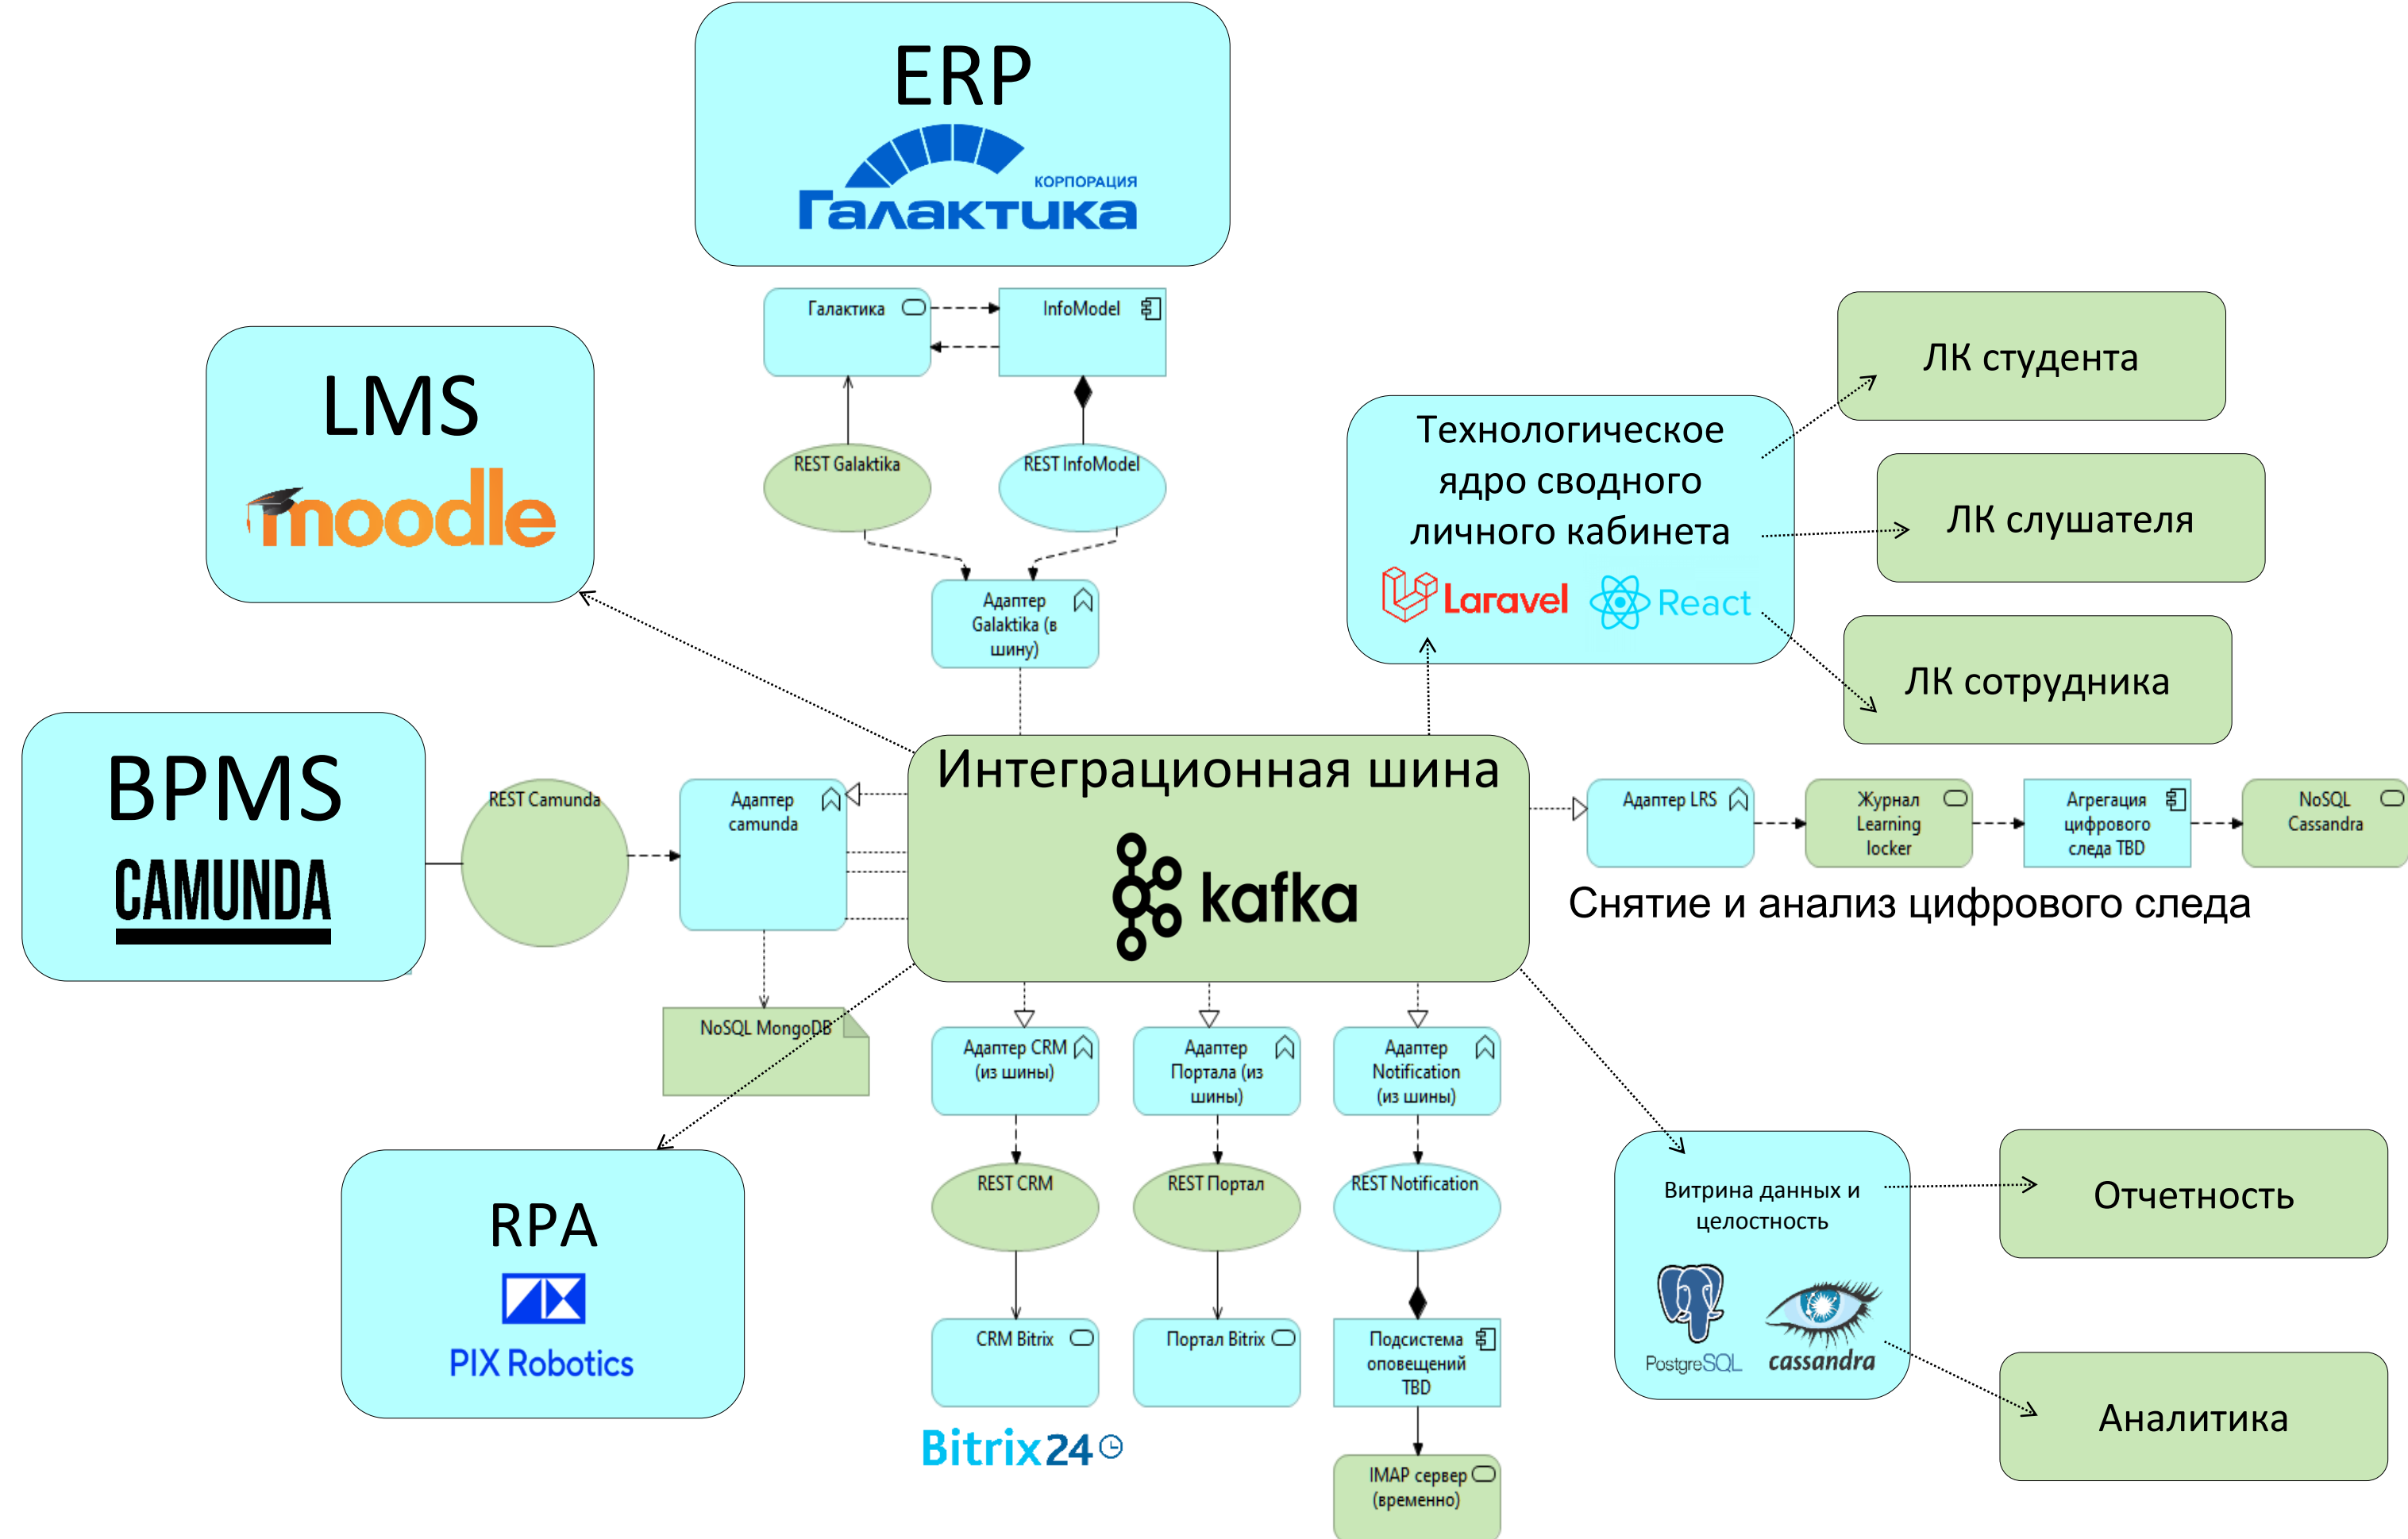 ERP
КОРПОРАЦИЯ
Галактика
Галактика
InfoModel
REST Galaktika
REST InfoModel
Адаптер
Galaktika (в
шину)
LMS
moodle
Технологическое
ядро сводного
личного кабинета
Laravel
React
ЛК студента
ЛК слушателя
ЛК сотрудника
BPMS
CAMUNDA
REST Camunda
Адаптер
camunda
NoSQL MongoDB
Интеграционная шина
kafka
Адаптер LRS
Журнал
Learning
locker
Агрегация
цифрового
следа TBD
NoSQL
Cassandra
Снятие и анализ цифрового следа
RPA
PIX Robotics
Адаптер CRM
(из шины)
REST CRM
CRM Bitrix
Bitrix24
Адаптер
Портала (из
шины)
REST Портал
Портал Bitrix
Адаптер
Notification
(из шины)
REST Notification
Подсистема
оповещений
TBD
IMAP сервер
(временно)
Витрина данных и
целостность
PostgreSQL
cassandra
Отчетность
Аналитика